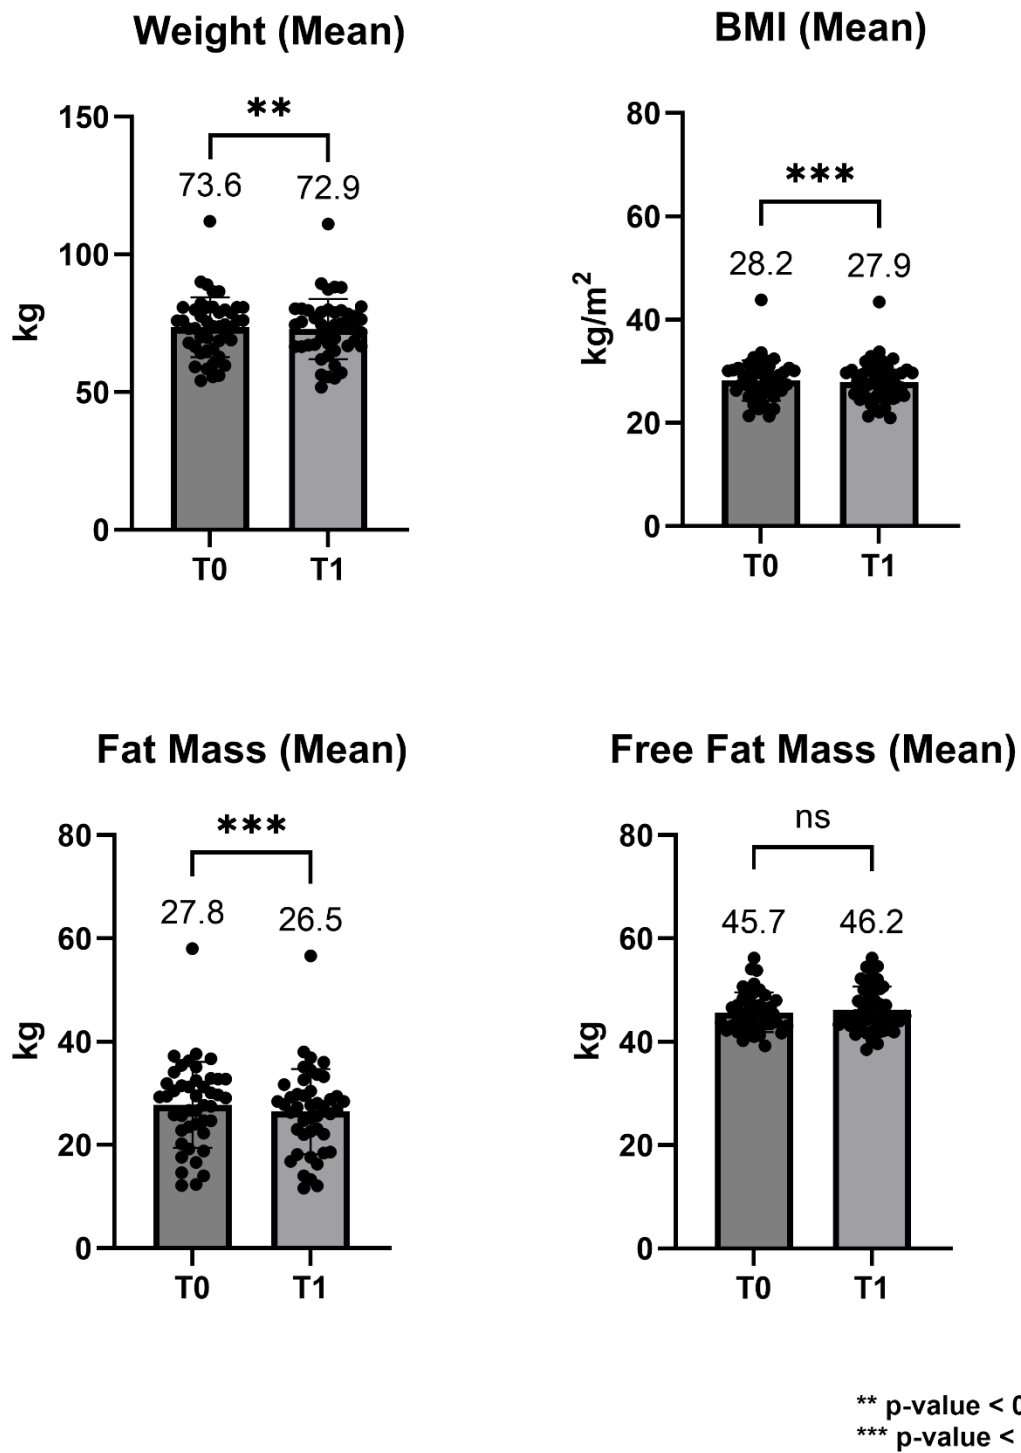 Weight (Mean)
**
73.6 72.9
150
100
50
0
kg
T0 T1
BMI (Mean)
***
28.2 27.9
80
60
40
20
0
kg/m²
T0 T1
Fat Mass (Mean)
***
27.8 26.5
80
60
40
20
0
kg
T0 T1
Free Fat Mass (Mean)
ns
45.7 46.2
80
60
40
20
0
kg
T0 T1
** p-value <
*** p-value <